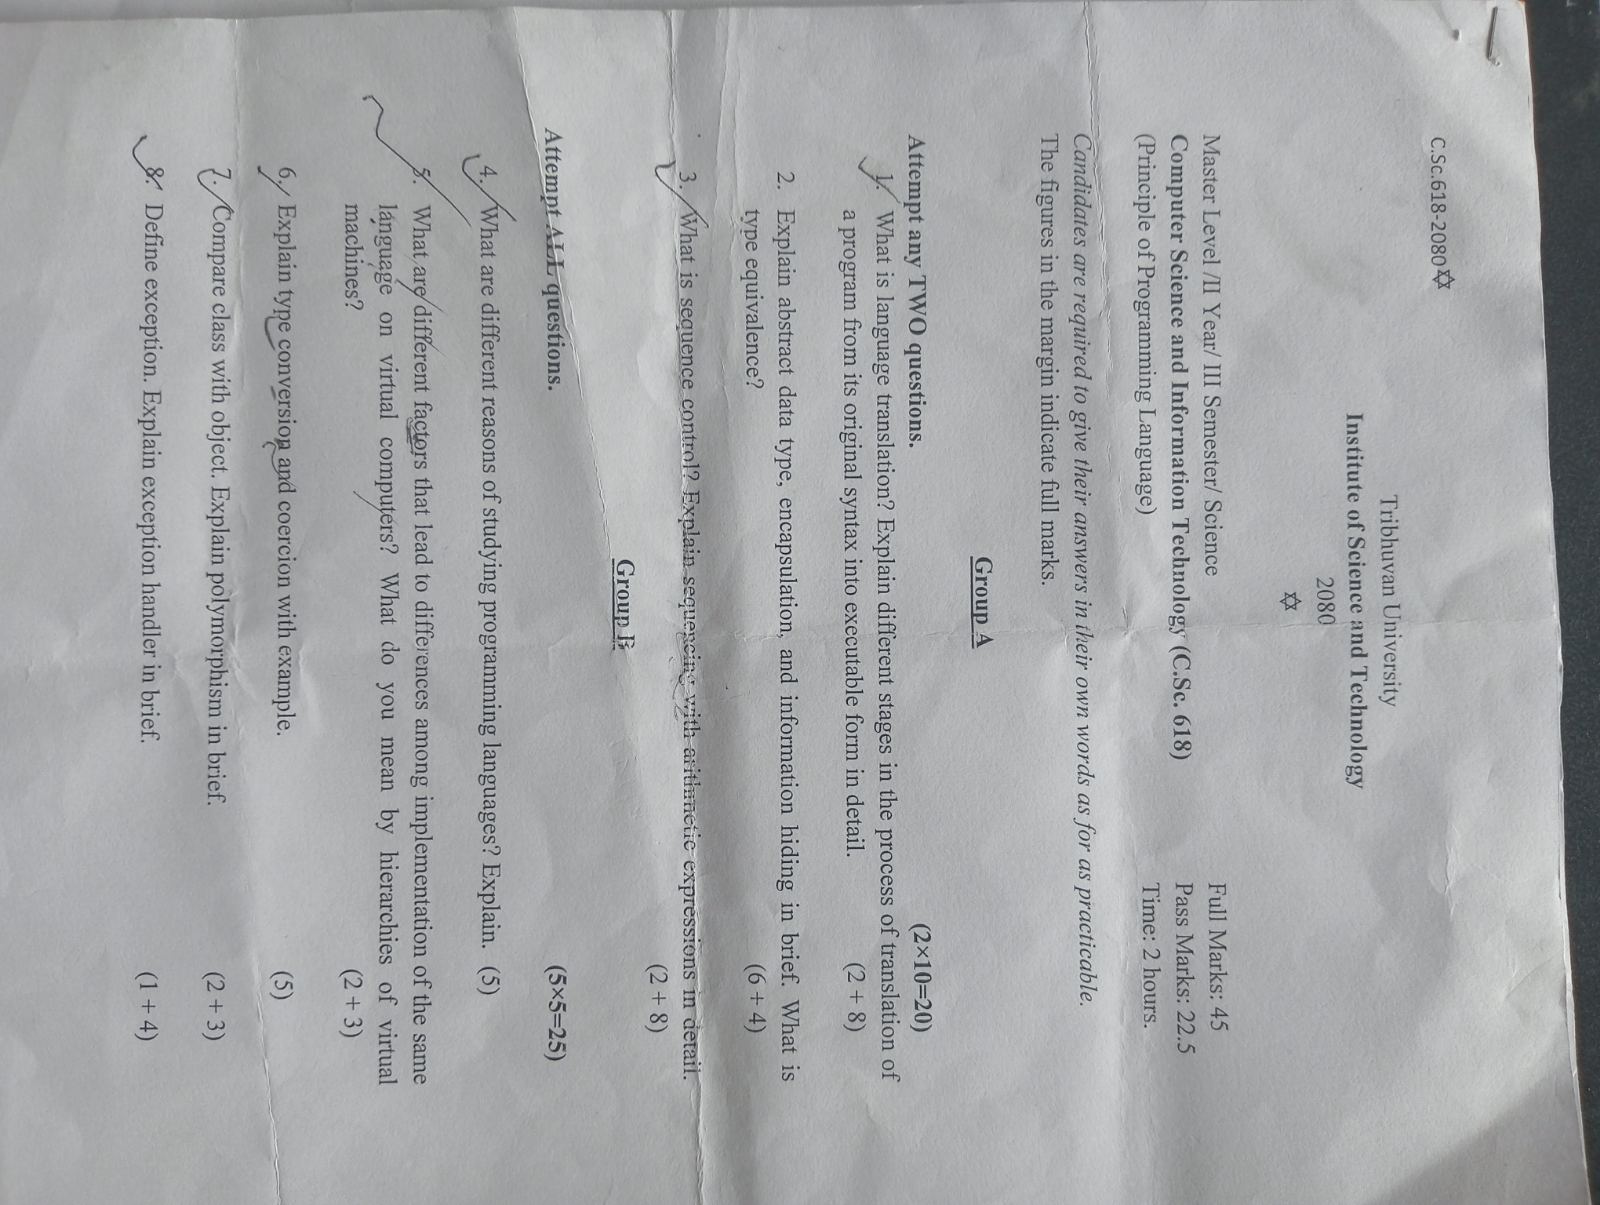 C.Sc.618-2080✡
Tribhuvan University
Institute of Science and Technology
2080
✡
Master Level /II Year/ III Semester/ Science
Full Marks: 45
Computer Science and Information Technology (C.Sc. 618)
Pass Marks: 22.5
(Principle of Programming Language)
Time: 2 hours.
Candidates are required to give their answers in their own words as for as practicable.
The figures in the margin indicate full marks.
Group A
Attempt any TWO questions. (2×10=20)
1. What is language translation? Explain different stages in the process of translation of
a program from its original syntax into executable form in detail. (2 + 8)
2. Explain abstract data type, encapsulation, and information hiding in brief. What is
type equivalence? (6 + 4)
3. What is sequence control? Explain sequencing with arithmetic expressions in detail.
(2 + 8)
Group B
Attempt ALL questions. (5×5=25)
4. What are different reasons of studying programming languages? Explain. (5)
5. What are different factors that lead to differences among implementation of the same
language on virtual computers? What do you mean by hierarchies of virtual
machines? (2 + 3)
6. Explain type conversion and coercion with example. (5)
7. Compare class with object. Explain polymorphism in brief. (2 + 3)
8. Define exception. Explain exception handler in brief. (1 + 4)